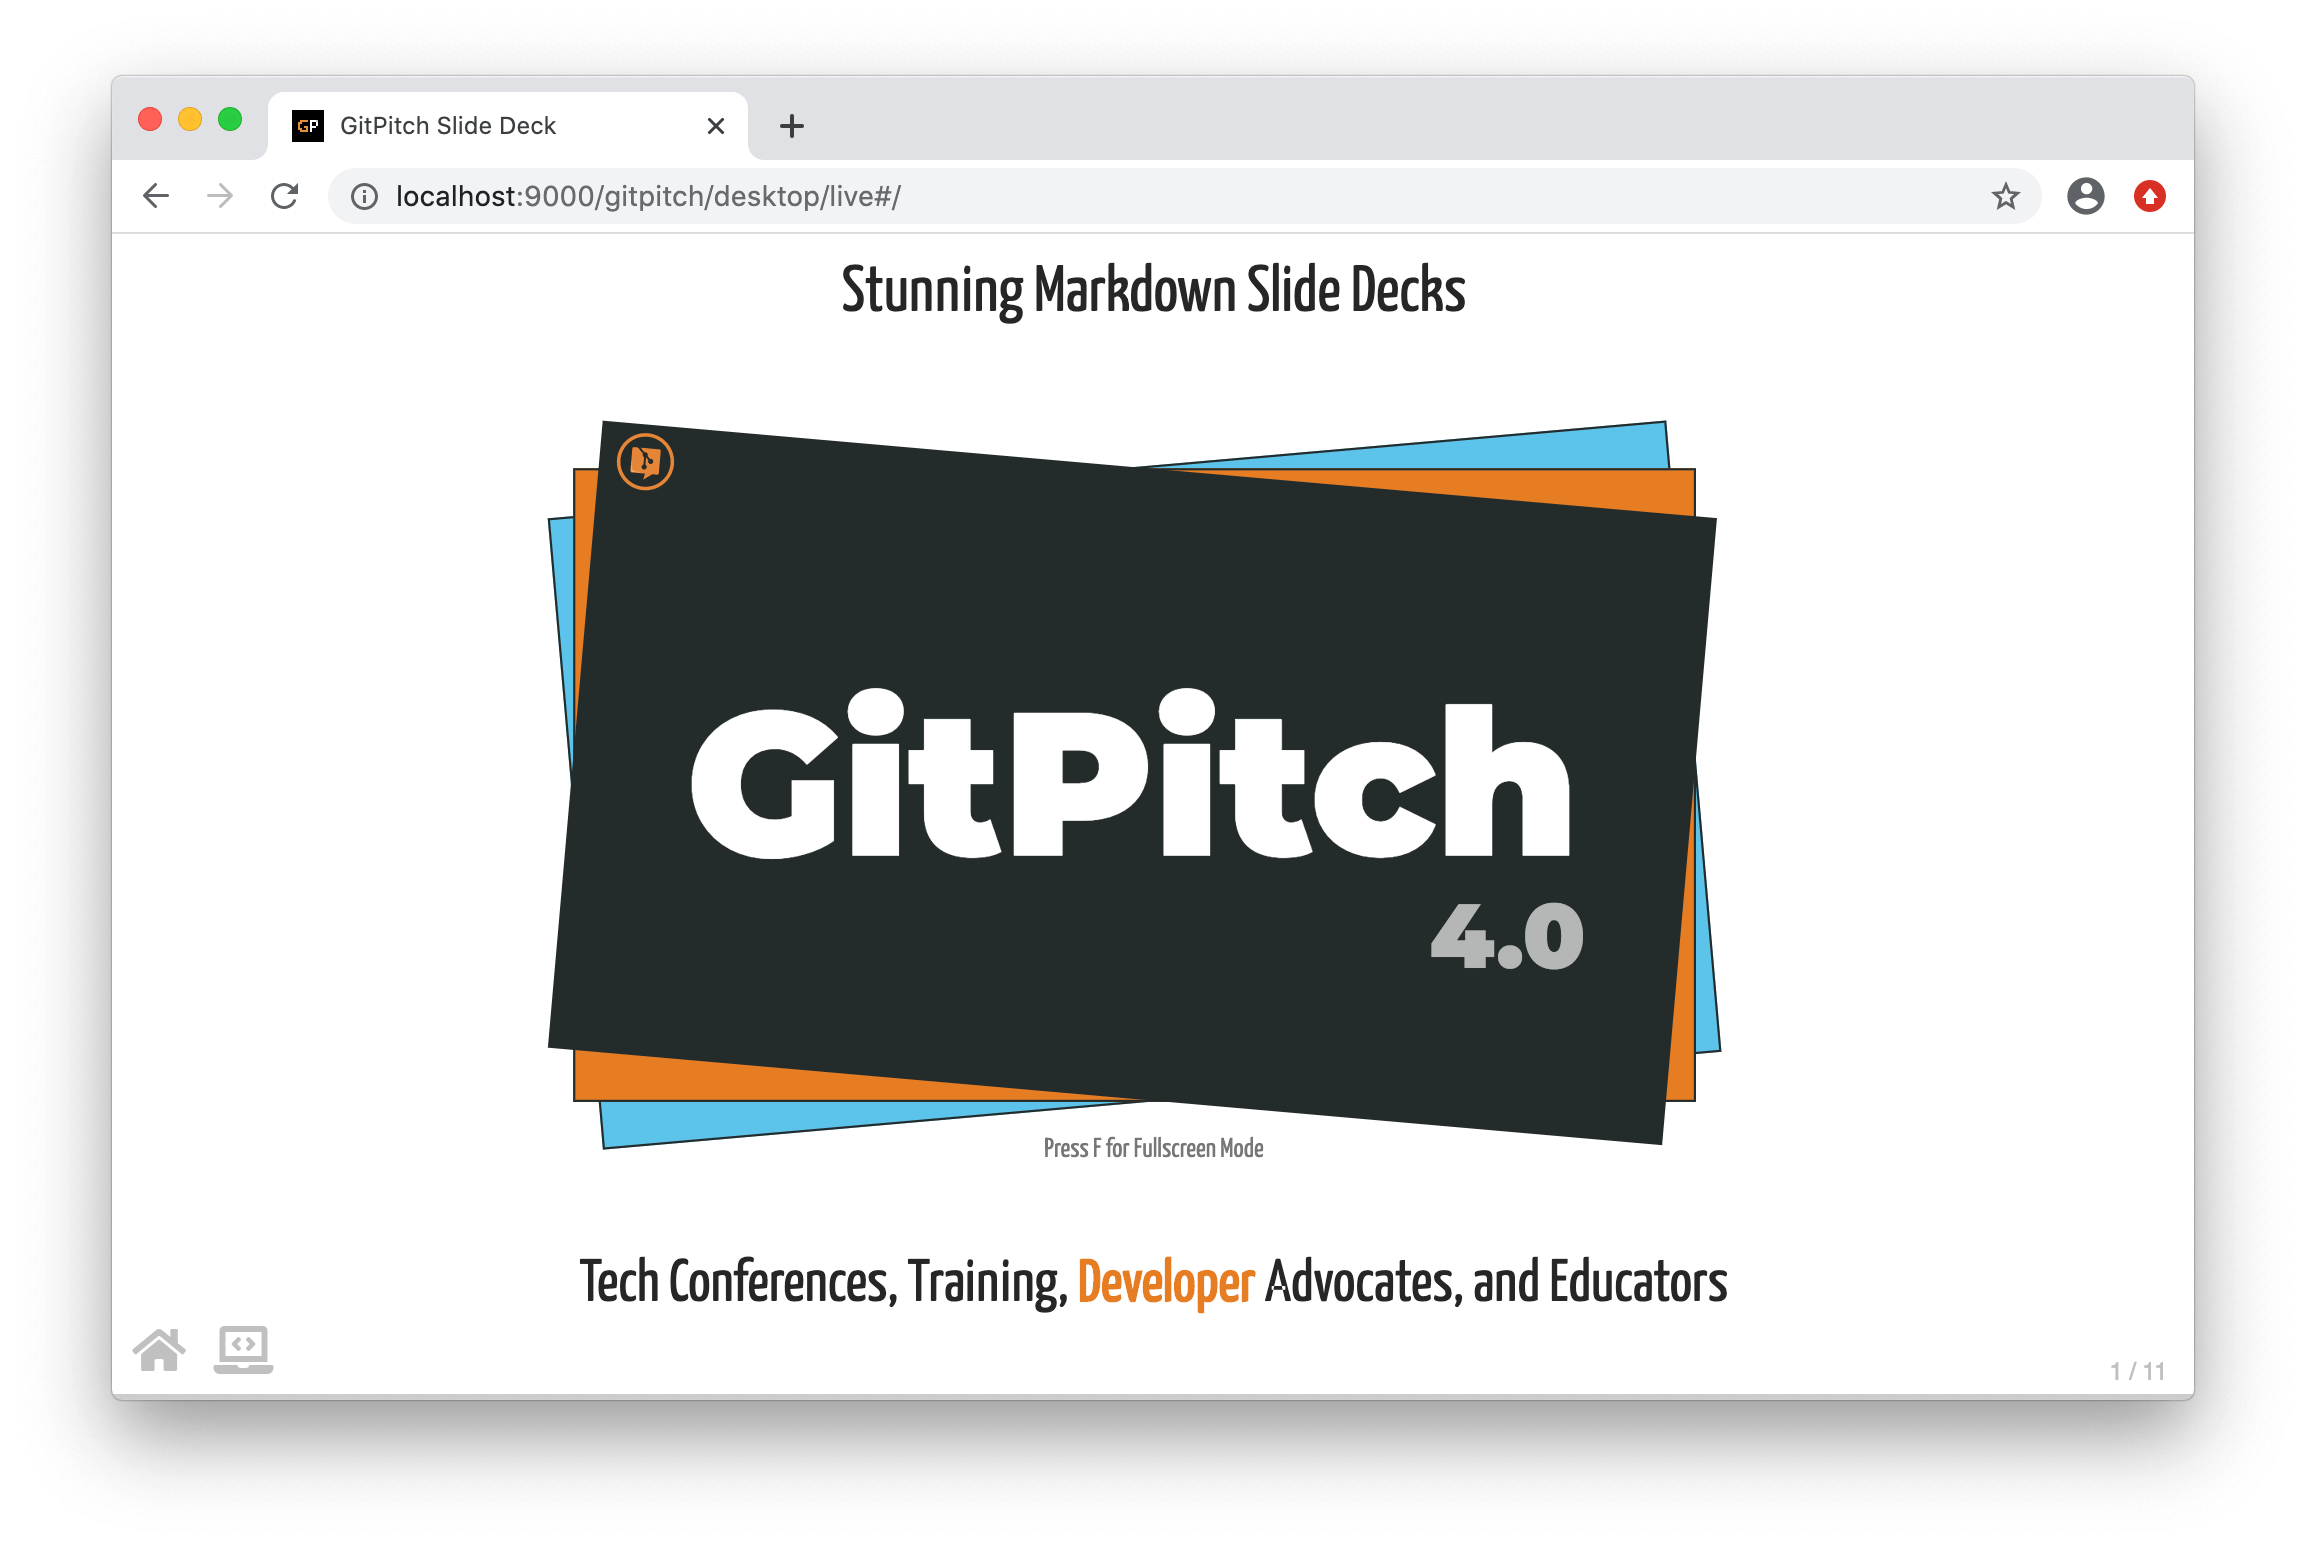 GP GitPitch Slide Deck
localhost:9000/gitpitch/desktop/live#/
Stunning Markdown Slide Decks
GitPitch
4.0
Press F for Fullscreen Mode
Tech Conferences, Training, Developer Advocates, and Educators
1 / 11